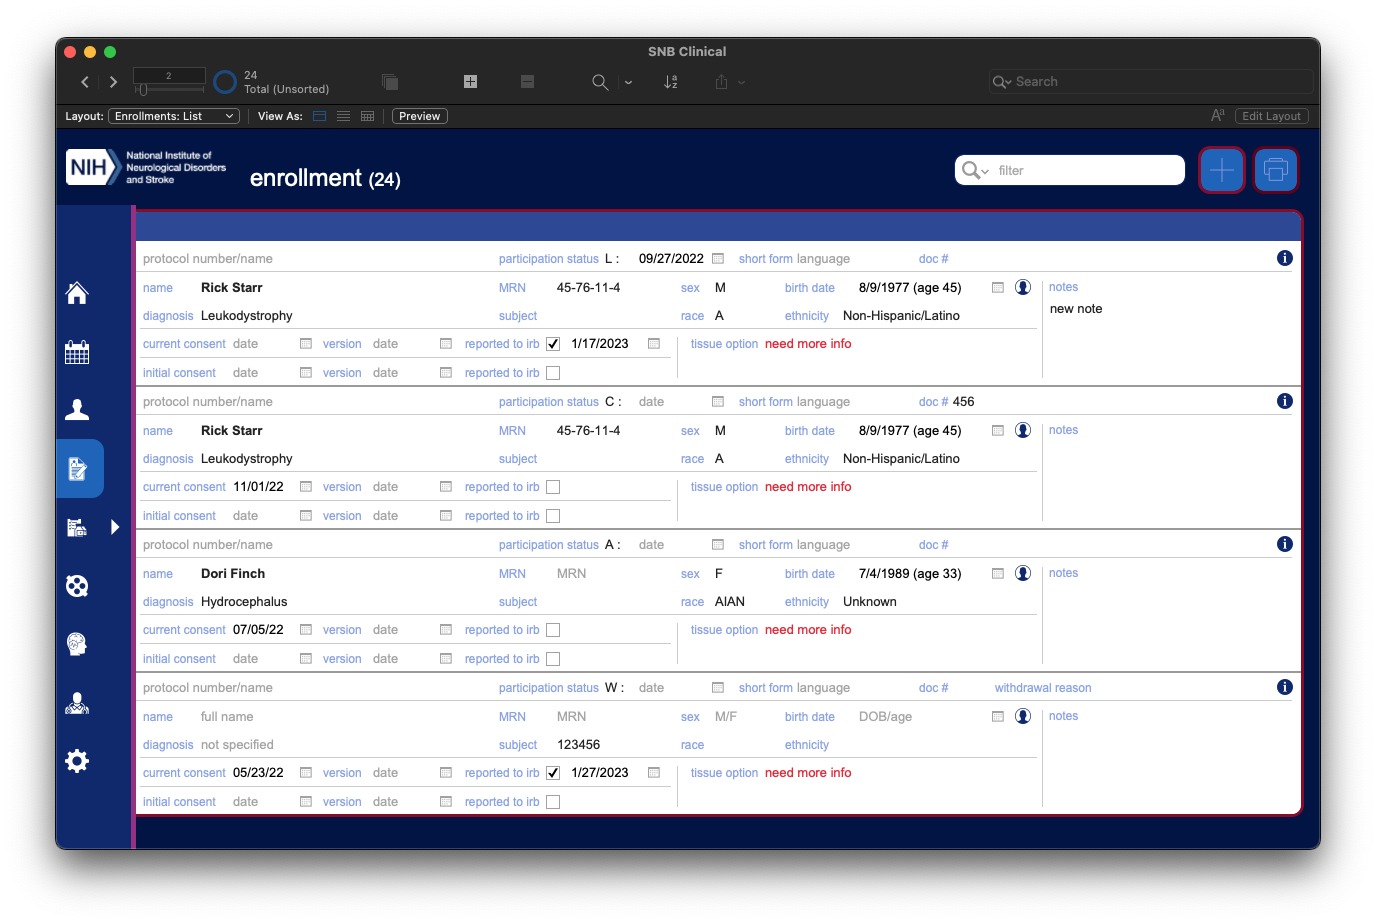 SNB Clinical
2
24
Total (Unsorted)
Search
Layout: Enrollments: List View As: Preview Aa Edit Layout
NIH National Institute of
Neurological Disorders
and Stroke
enrollment (24)
filter
protocol number/name participation status L : 09/27/2022 short form language doc #
name Rick Starr MRN 45-76-11-4 sex M birth date 8/9/1977 (age 45) notes
new note
diagnosis Leukodystrophy subject race A ethnicity Non-Hispanic/Latino
current consent date version date reported to irb 1/17/2023 tissue option need more info
initial consent date version date reported to irb
protocol number/name participation status C : date short form language doc # 456
name Rick Starr MRN 45-76-11-4 sex M birth date 8/9/1977 (age 45) notes
diagnosis Leukodystrophy subject race A ethnicity Non-Hispanic/Latino
current consent 11/01/22 version date reported to irb tissue option need more info
initial consent date version date reported to irb
protocol number/name participation status A : date short form language doc #
name Dori Finch MRN MRN sex F birth date 7/4/1989 (age 33) notes
diagnosis Hydrocephalus subject race AIAN ethnicity Unknown
current consent 07/05/22 version date reported to irb tissue option need more info
initial consent date version date reported to irb
protocol number/name participation status W : date short form language doc # withdrawal reason
name full name MRN MRN sex M/F birth date DOB/age notes
diagnosis not specified subject 123456 race ethnicity
current consent 05/23/22 version date reported to irb 1/27/2023 tissue option need more info
initial consent date version date reported to irb